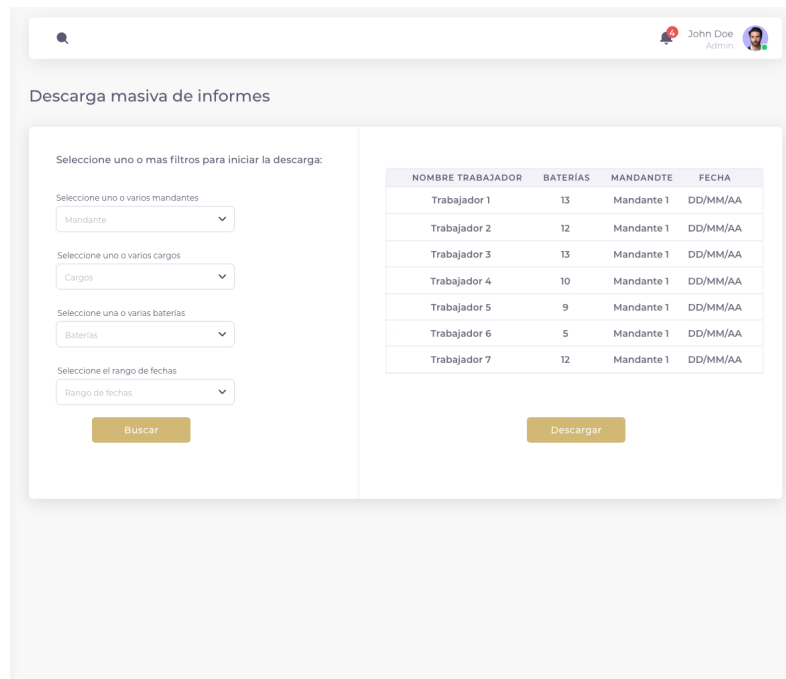 4
John Doe
Admin
Descarga masiva de informes
Seleccione uno o mas filtros para iniciar la descarga:
Seleccione uno o varios mandantes
Mandante
Seleccione uno o varios cargos
Cargos
Seleccione una o varias baterías
Baterías
Seleccione el rango de fechas
Rango de fechas
Buscar
NOMBRE TRABAJADOR BATERÍAS MANDANDTE FECHA
Trabajador 1 13 Mandante 1 DD/MM/AA
Trabajador 2 12 Mandante 1 DD/MM/AA
Trabajador 3 13 Mandante 1 DD/MM/AA
Trabajador 4 10 Mandante 1 DD/MM/AA
Trabajador 5 9 Mandante 1 DD/MM/AA
Trabajador 6 5 Mandante 1 DD/MM/AA
Trabajador 7 12 Mandante 1 DD/MM/AA
Descargar